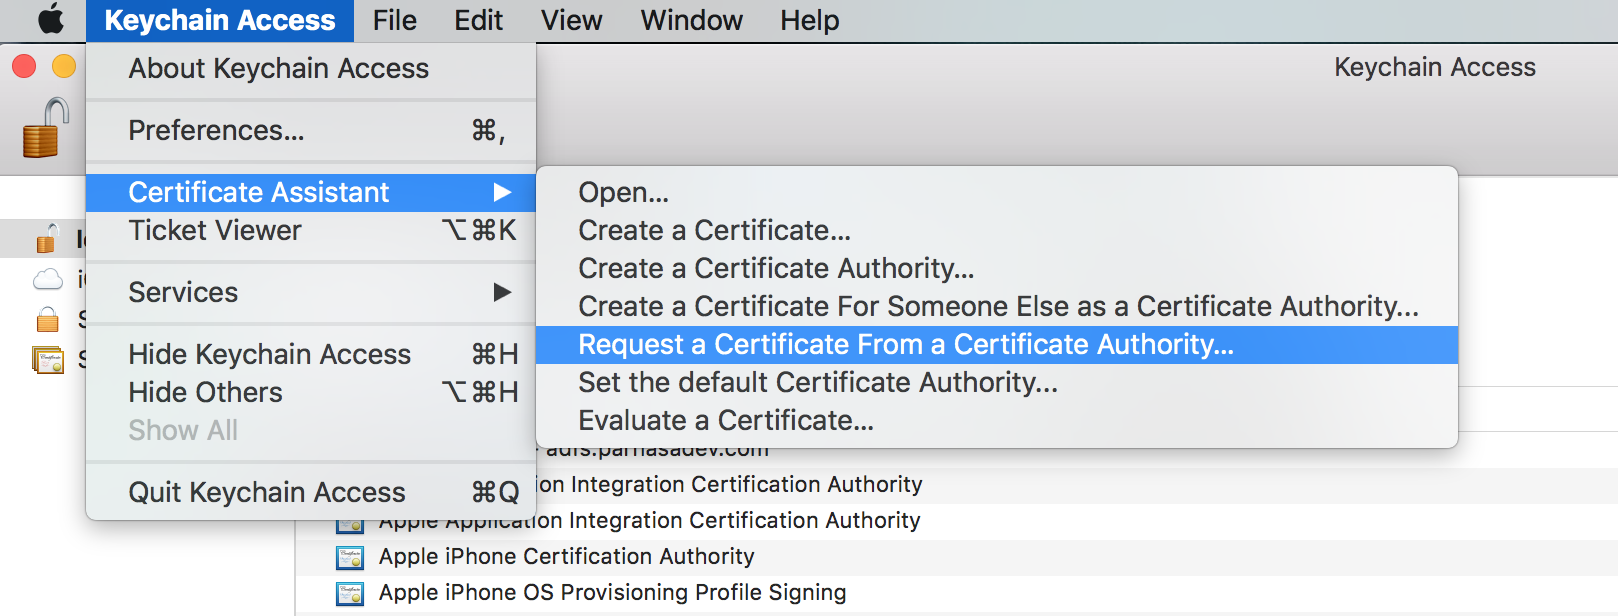 Keychain Access File Edit View Window Help
Keychain Access
About Keychain Access
Preferences... ⌘,
Certificate Assistant ▶
Ticket Viewer ⌥⌘K
Services ▶
Hide Keychain Access ⌘H
Hide Others ⌥⌘H
Show All
Quit Keychain Access ⌘Q
Open...
Create a Certificate...
Create a Certificate Authority...
Create a Certificate For Someone Else as a Certificate Authority...
Request a Certificate From a Certificate Authority...
Set the default Certificate Authority...
Evaluate a Certificate...
adfs.parnasadev.com
Integration Certification Authority
Apple Application Integration Certification Authority
Apple iPhone Certification Authority
Apple iPhone OS Provisioning Profile Signing